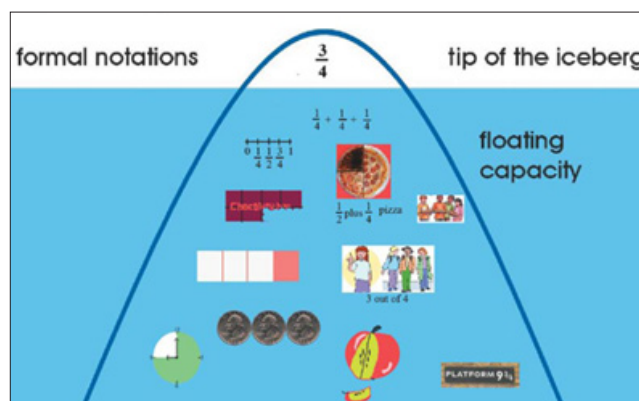 formal notations
3/4
tip of the iceberg
1/4 + 1/4 + 1/4
0 1/4 1/2 3/4 1
floating
capacity
1/2 plus 1/4 pizza
3 out of 4
PLATFORM 9 3/4